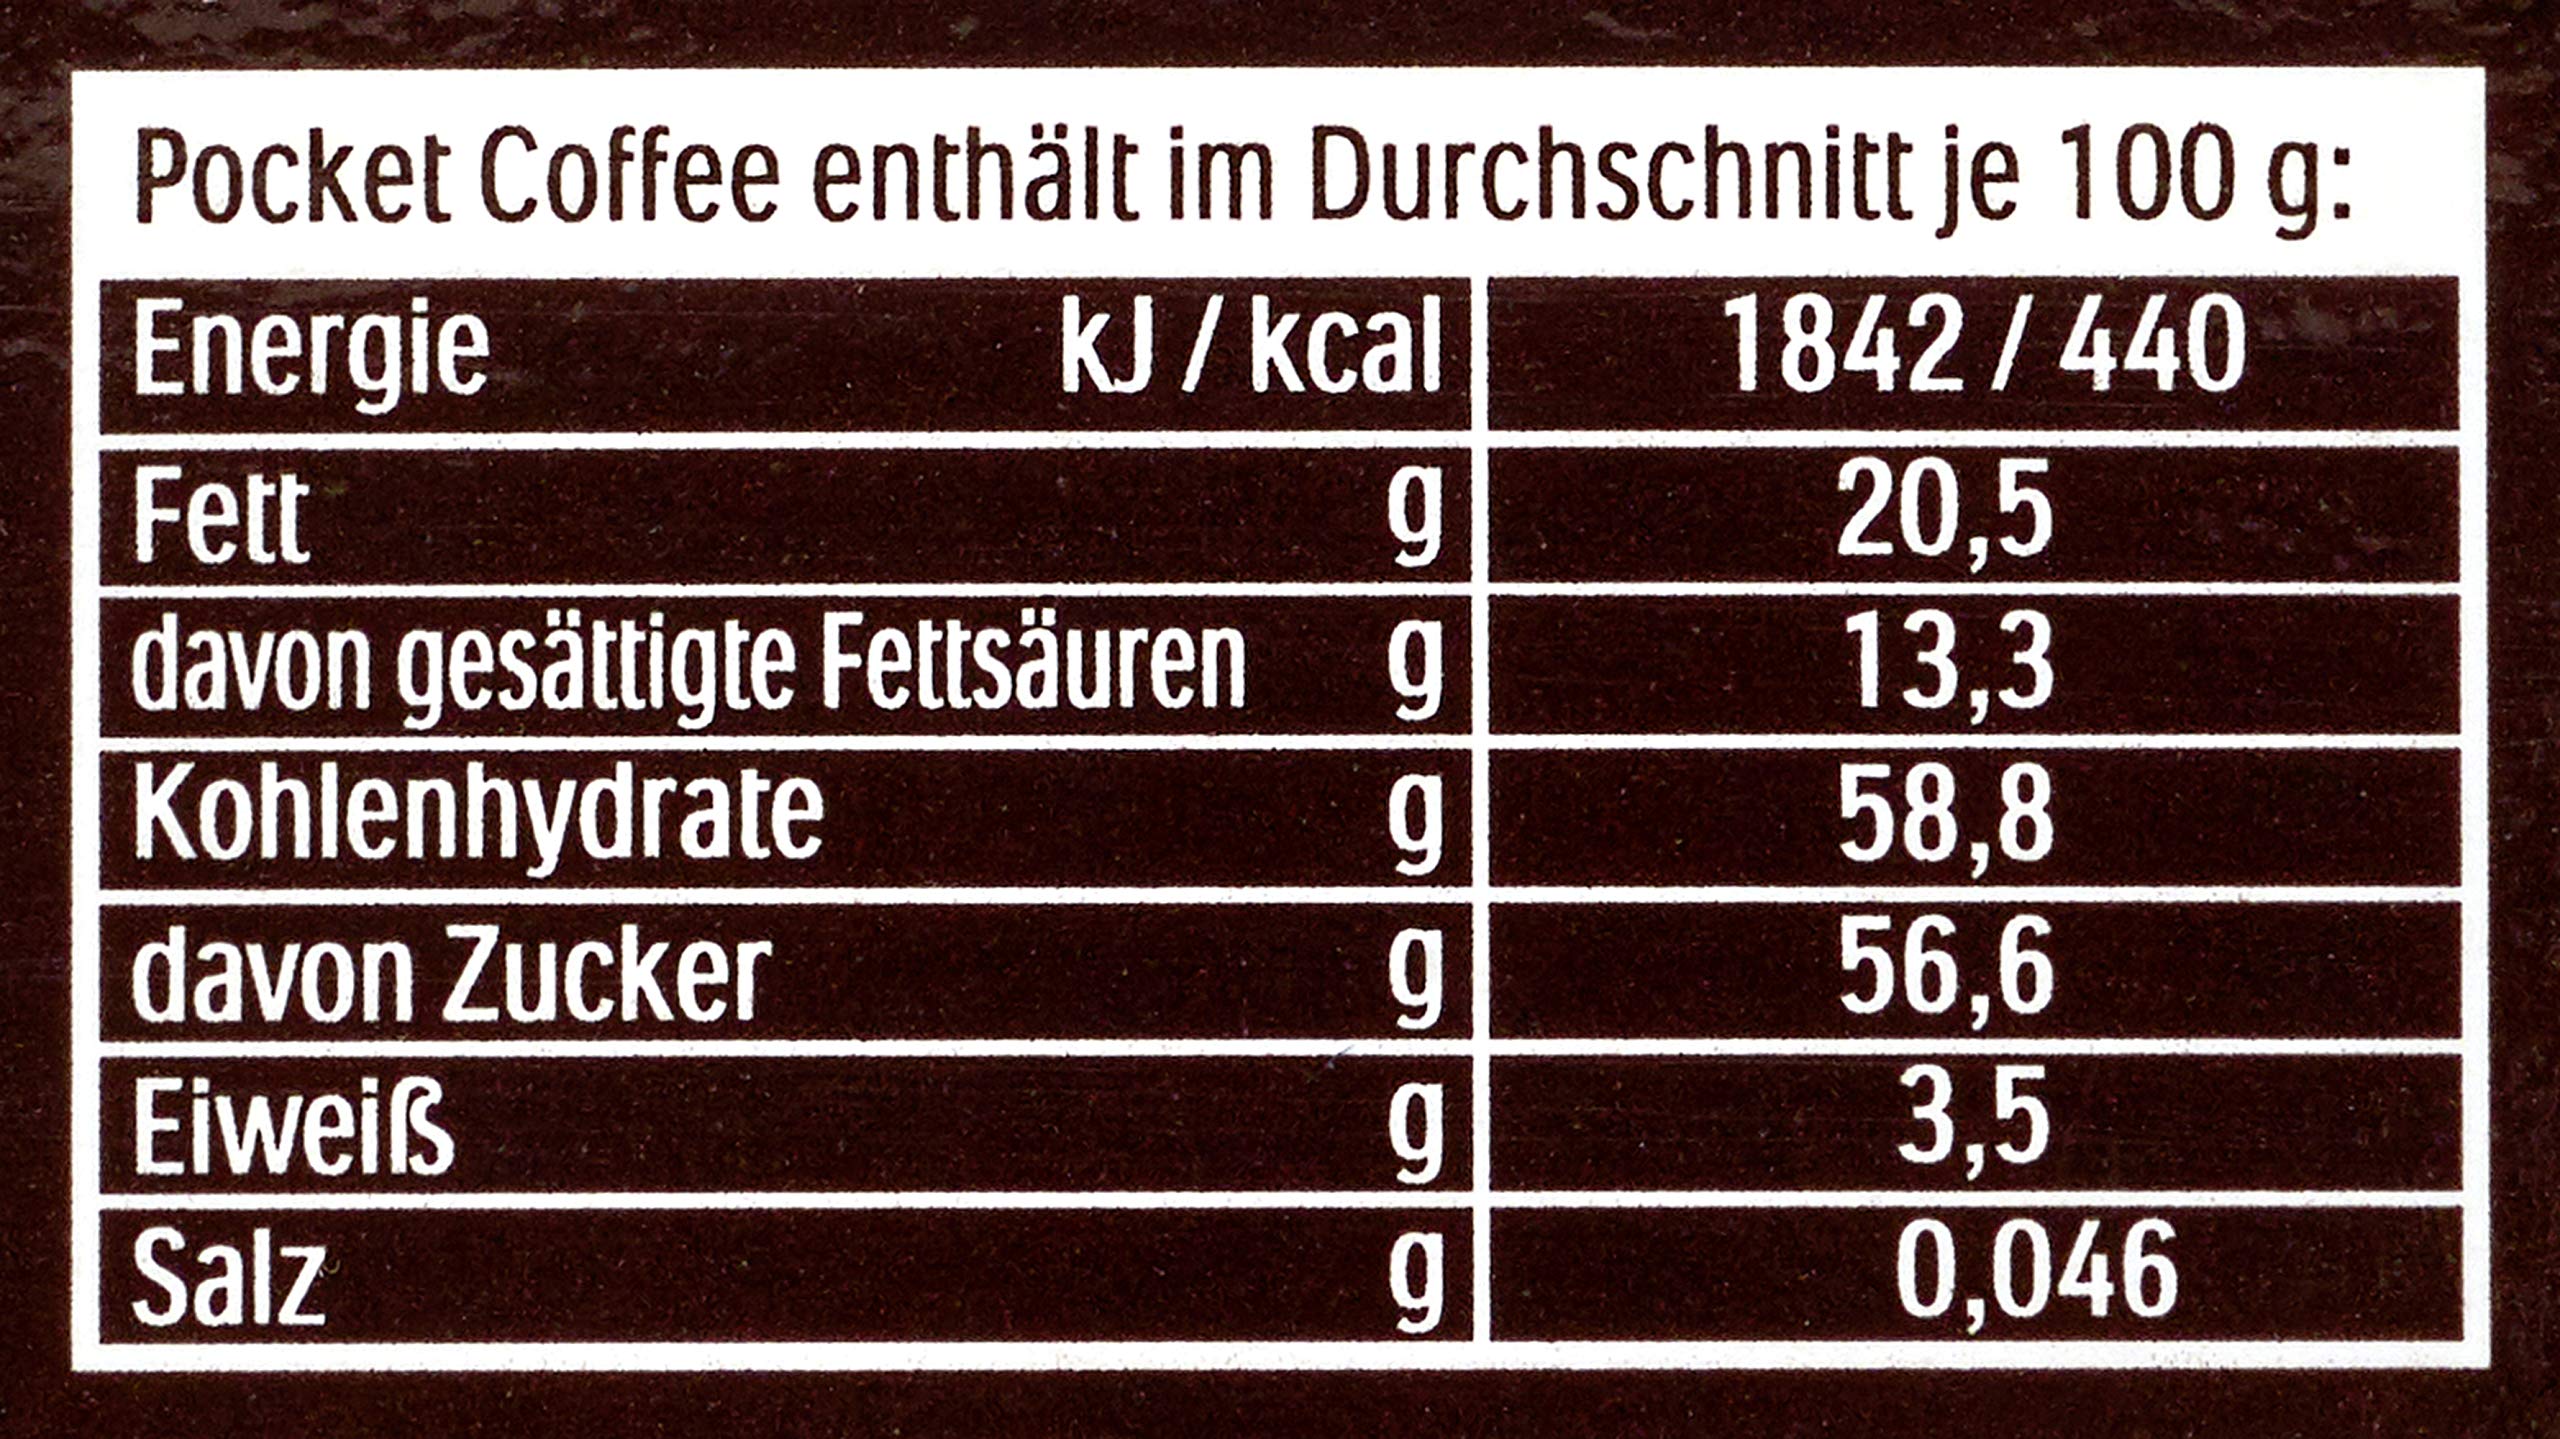 Pocket Coffee enthält im Durchschnitt je 100 g:
Energie kJ / kcal 1842 / 440
Fett g 20,5
davon gesättigte Fettsäuren g 13,3
Kohlenhydrate g 58,8
davon Zucker g 56,6
Eiweiß g 3,5
Salz g 0,046